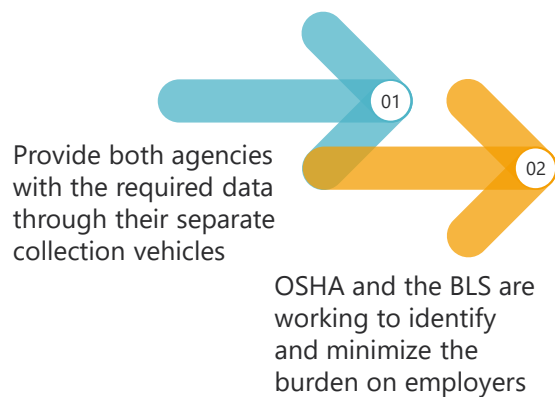 01
Provide both agencies
with the required data
through their separate
collection vehicles
02
OSHA and the BLS are
working to identify
and minimize the
burden on employers